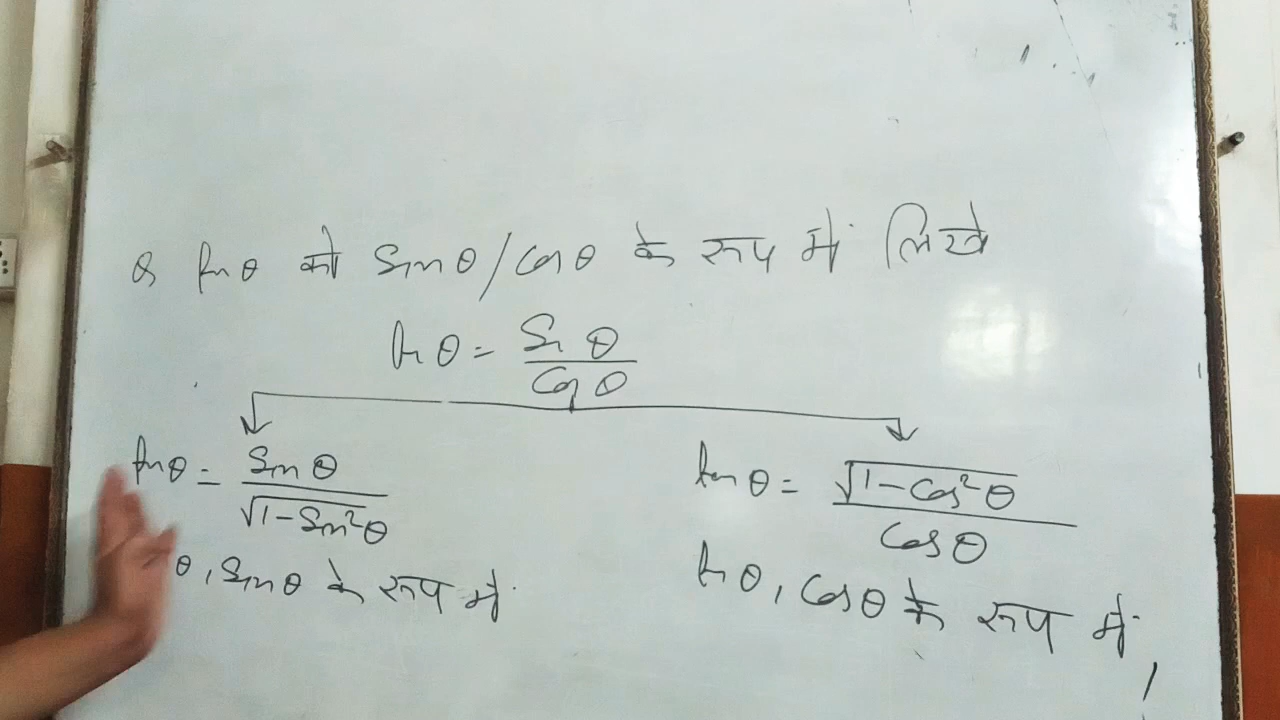 Q tanθ को sinθ/cosθ के रूप में लिखे
tanθ = sinθ/cosθ
tanθ = sinθ/√1-sin²θ
tanθ = √1-cos²θ/cosθ
θ, sinθ के रूप में
tanθ, cosθ के रूप में